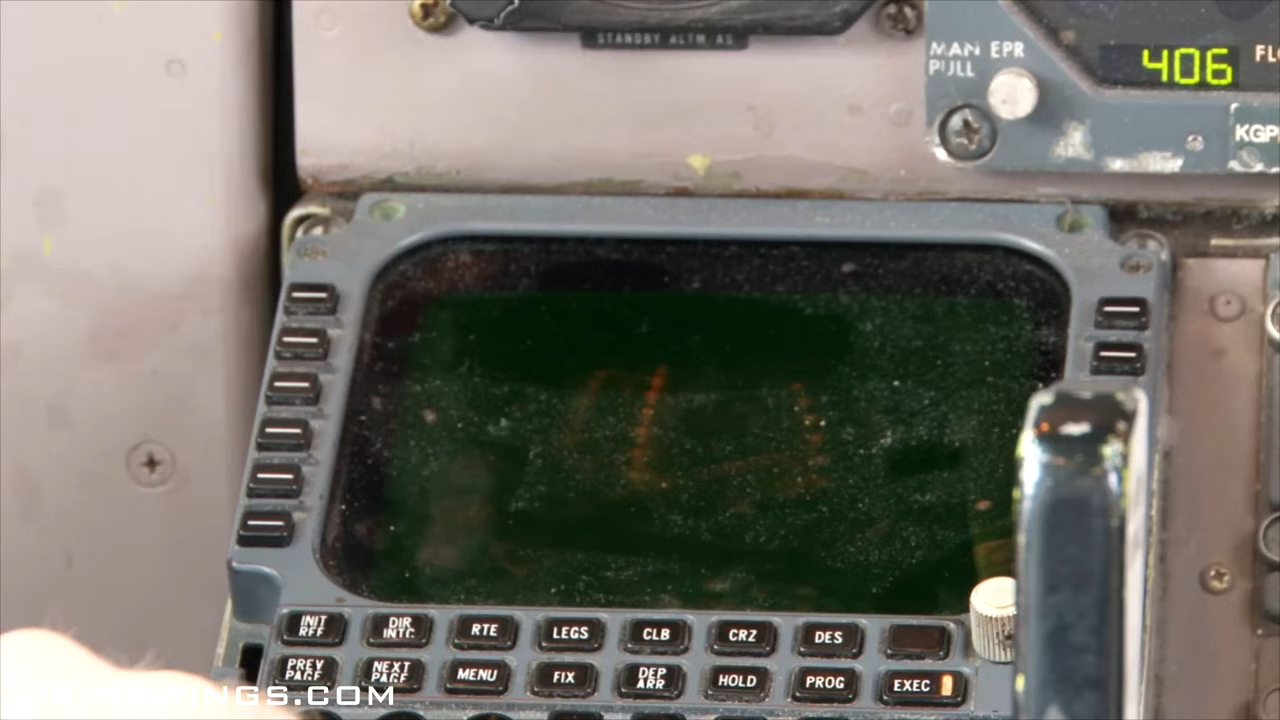 STANDBY ALTM/AS
MAN EPR
PULL
406
KGP
INIT
REF
DIR
INTC
RTE
LEGS
CLB
CRZ
DES
PREV
PAGE
NEXT
PAGE
MENU
FIX
DEP
ARR
HOLD
PROG
EXEC
INGS.COM